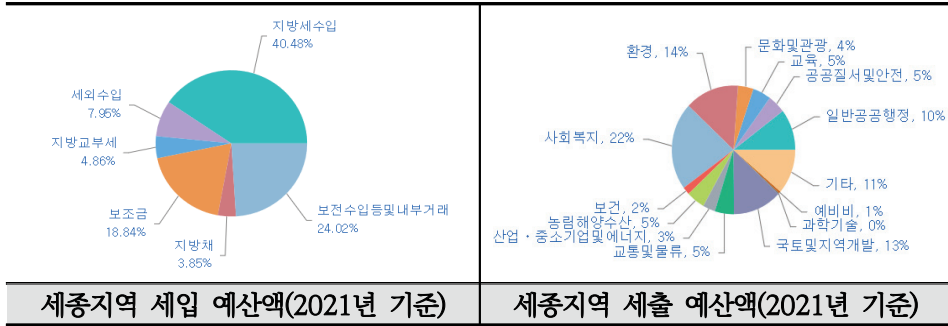 지방세수입
40.48%
세외수입
7.95%
지방교부세
4.86%
보조금
18.84%
지방채
3.85%
보전수입등및내부거래
24.02%
세종지역 세입 예산액(2021년 기준)
환경, 14%
문화및관광, 4%
교육, 5%
공공질서및안전, 5%
일반공공행정, 10%
사회복지, 22%
기타, 11%
보건, 2%
예비비, 1%
농림해양수산, 5%
과학기술, 0%
산업・중소기업및에너지, 3%
국토및지역개발, 13%
교통및물류, 5%
세종지역 세출 예산액(2021년 기준)